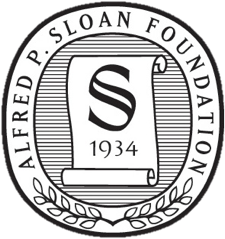 ALFRED P. SLOAN FOUNDATION
S
1934